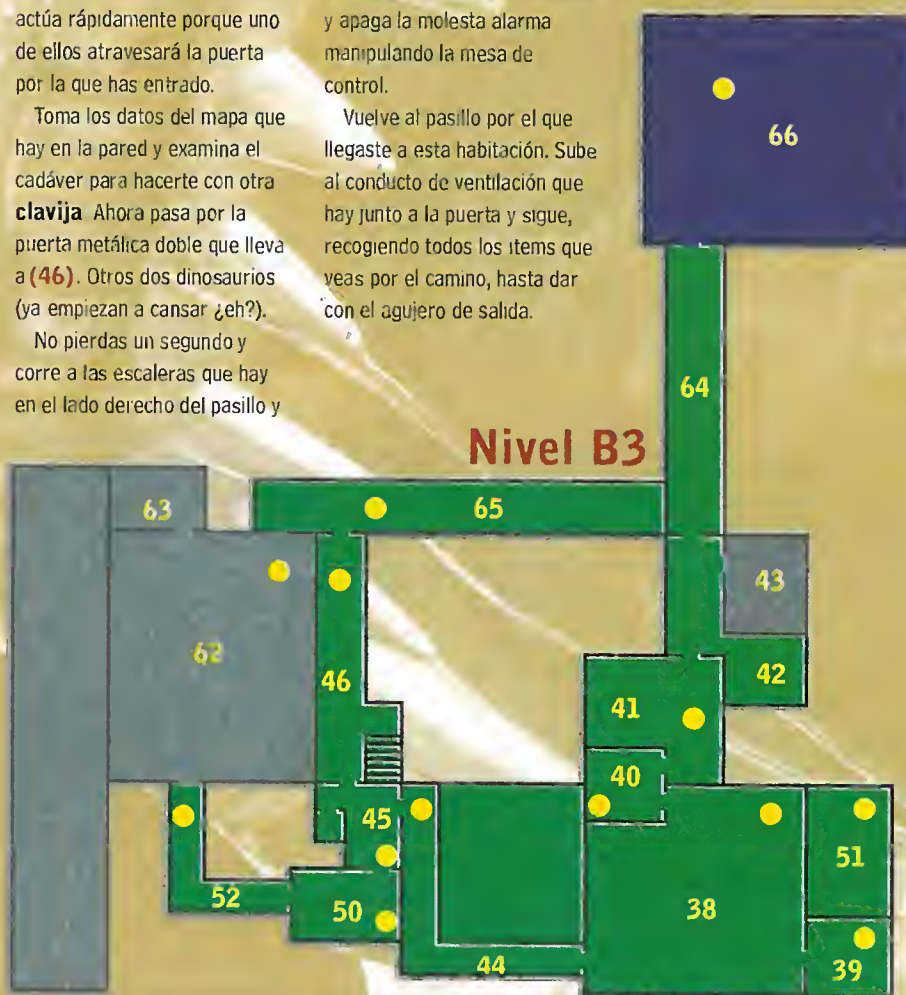 actúa rápidamente porque uno
de ellos atravesará la puerta
por la que has entrado.
Toma los datos del mapa que
hay en la pared y examina el
cadáver para hacerte con otra
clavija Ahora pasa por la
puerta metálica doble que lleva
a (46). Otros dos dinosaurios
(ya empiezan a cansar ¿eh?).
No pierdas un segundo y
corre a las escaleras que hay
en el lado derecho del pasillo y
y apaga la molesta alarma
manipulando la mesa de
control.
Vuelve al pasillo por el que
llegaste a esta habitación. Sube
al conducto de ventilación que
hay junto a la puerta y sigue,
recogiendo todos los items que
veas por el camino, hasta dar
con el agujero de salida.
Nivel B3
66
64
63
65
43
62
46
42
41
40
45
51
52
50
38
44
39